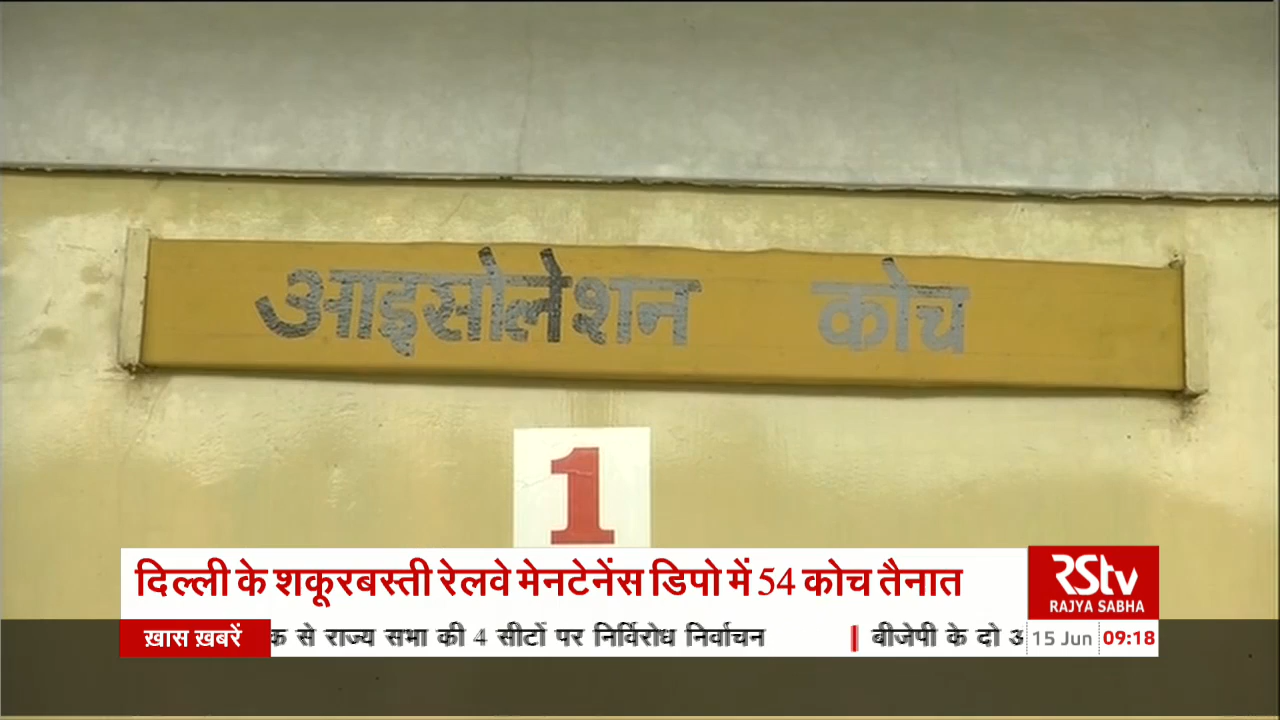 आइसोलेशन कोच
1
दिल्ली के शकूरबस्ती रेलवे मेनटेनेंस डिपो में 54 कोच तैनात
RStv
RAJYA SABHA
ख़ास ख़बरें
क से राज्य सभा की 4 सीटों पर निर्विरोध निर्वाचन | बीजेपी के दो
15 Jun 09:18